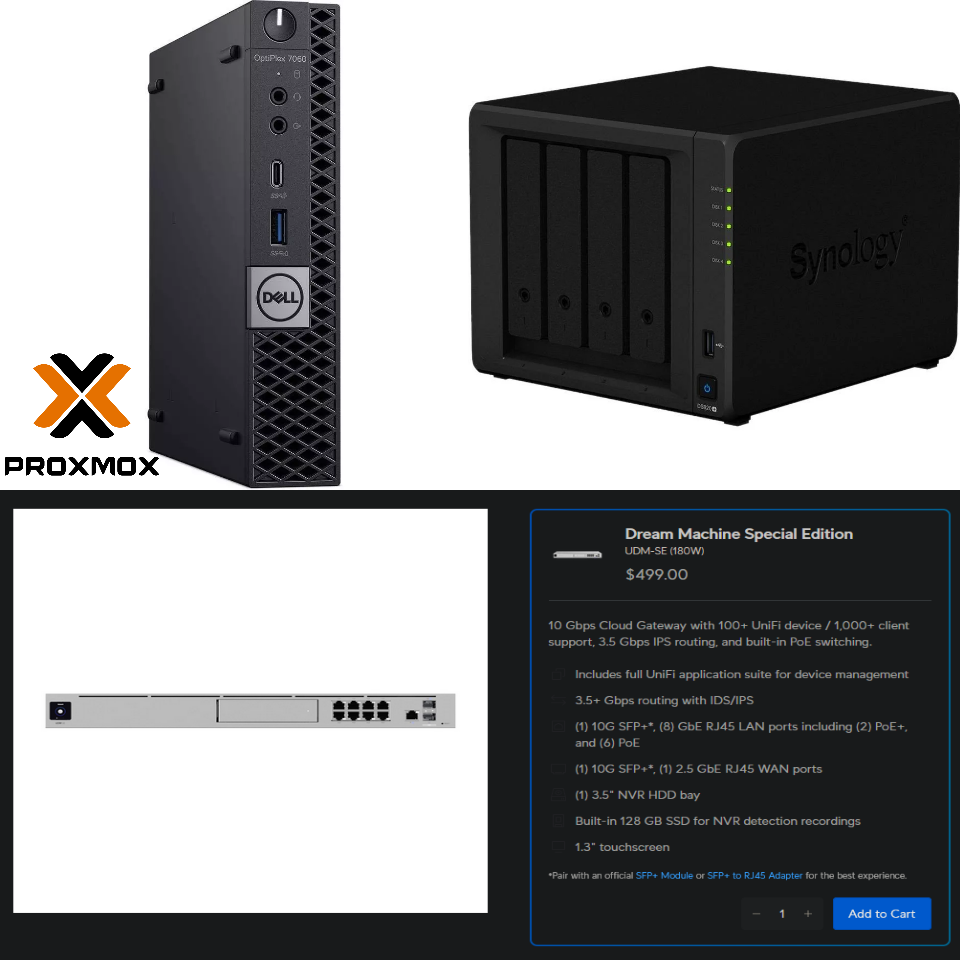 OptiPlex 7060
DELL
PROXMOX
Synology
STATUS
DISK 1
DISK 2
DISK 3
DISK 4
Dream Machine Special Edition
UDM-SE (180W)
$499.00
10 Gbps Cloud Gateway with 100+ UniFi device / 1,000+ client
support, 3.5 Gbps IPS routing, and built-in PoE switching.
Includes full UniFi application suite for device management
3.5+ Gbps routing with IDS/IPS
(1) 10G SFP+*, (8) GbE RJ45 LAN ports including (2) PoE+,
and (6) PoE
(1) 10G SFP+*, (1) 2.5 GbE RJ45 WAN ports
(1) 3.5" NVR HDD bay
Built-in 128 GB SSD for NVR detection recordings
1.3" touchscreen
*Pair with an official SFP+ Module or SFP+ to RJ45 Adapter for the best experience.
− 1 +
Add to Cart